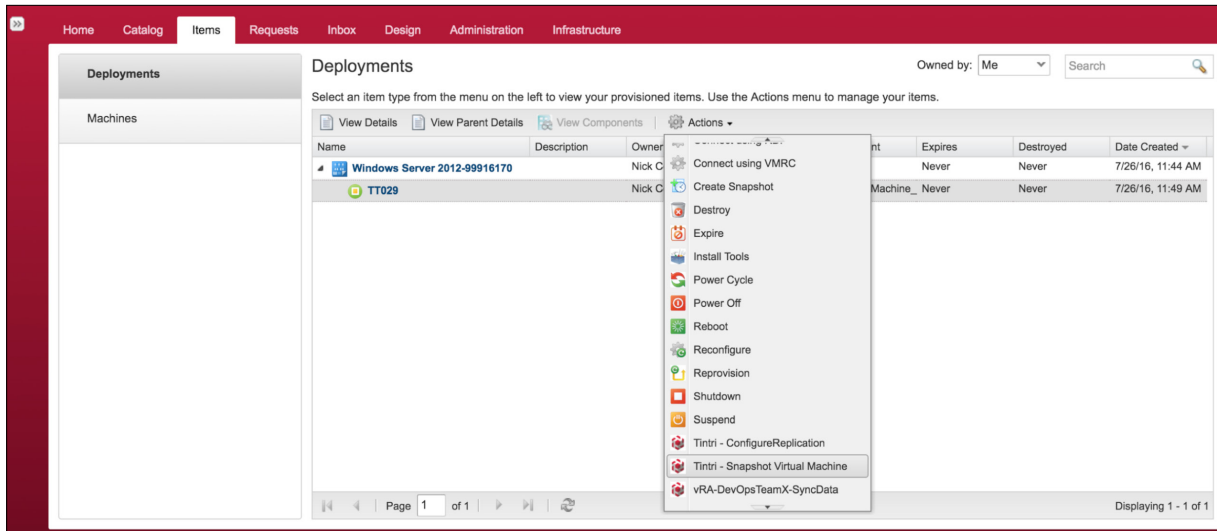 Home Catalog Items Requests Inbox Design Administration Infrastructure
Deployments
Machines
Deployments
Owned by: Me
Search
Select an item type from the menu on the left to view your provisioned items. Use the Actions menu to manage your items.
View Details View Parent Details View Components Actions
Name Description Owner nt Expires Destroyed Date Created
Windows Server 2012-99916170 Nick C Never Never 7/26/16, 11:44 AM
TT029 Nick C Machine_ Never Never 7/26/16, 11:49 AM
Connect using VMRC
Create Snapshot
Destroy
Expire
Install Tools
Power Cycle
Power Off
Reboot
Reconfigure
Reprovision
Shutdown
Suspend
Tintri - ConfigureReplication
Tintri - Snapshot Virtual Machine
vRA-DevOpsTeamX-SyncData
Page 1 of 1
Displaying 1 - 1 of 1